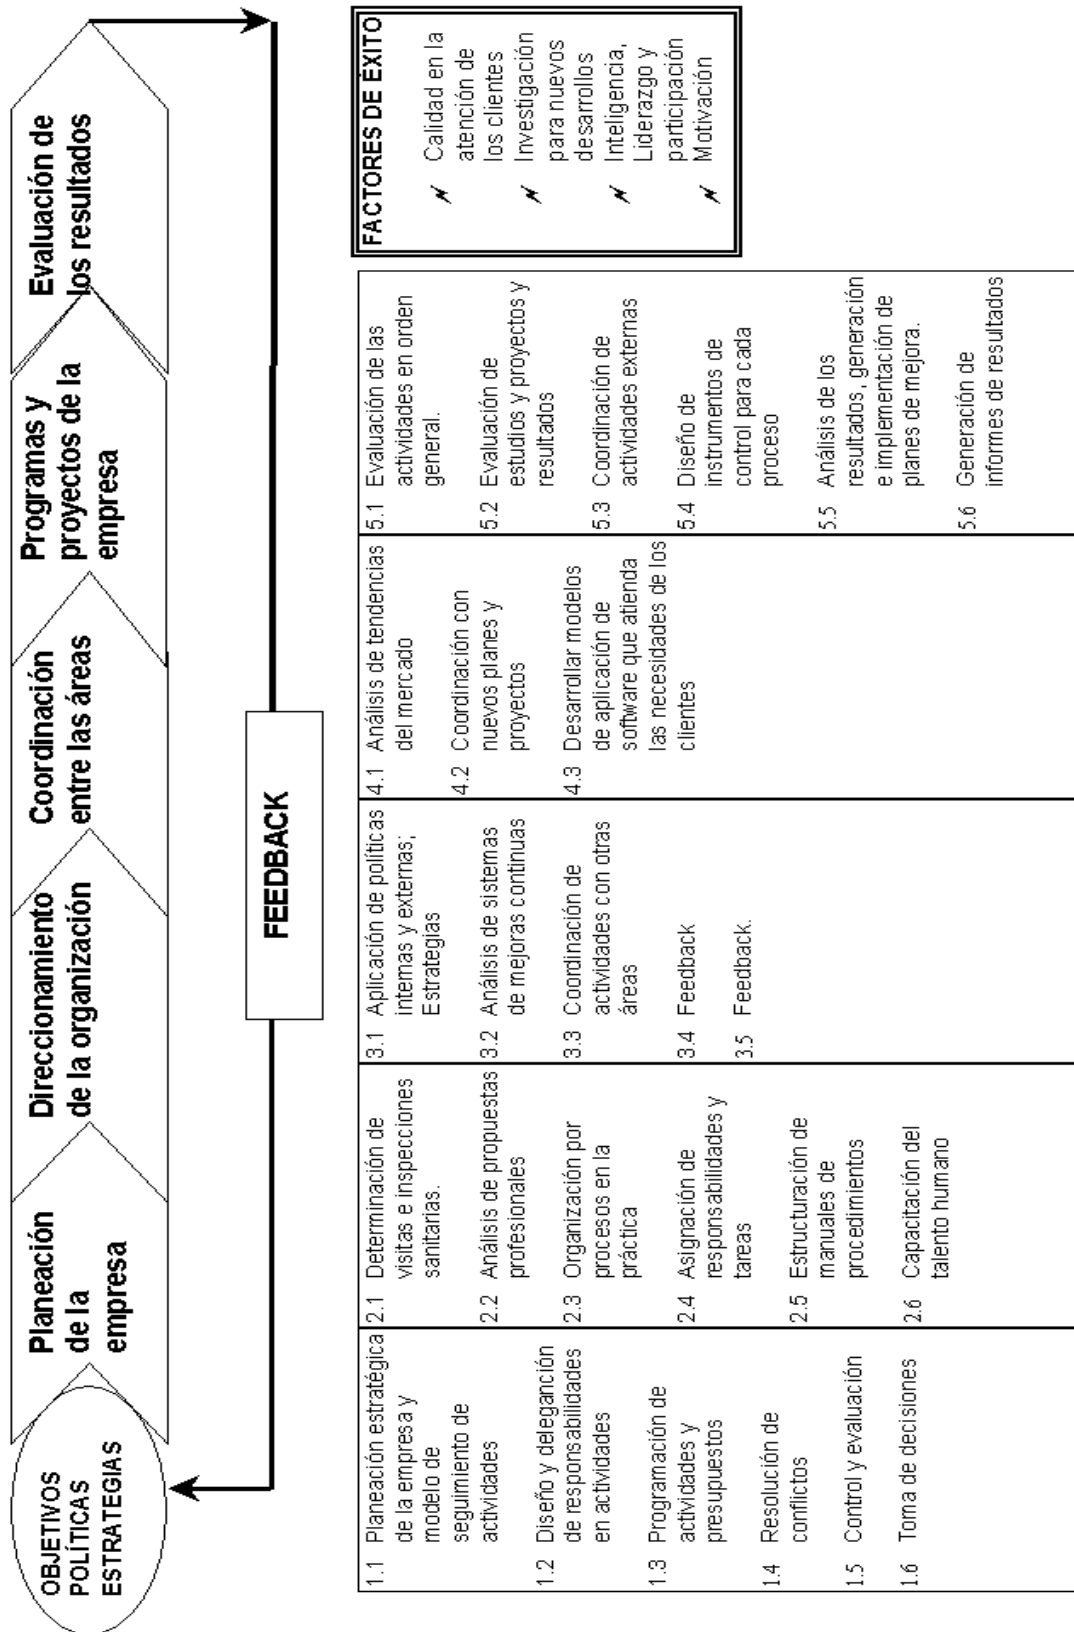 OBJETIVOS
POLÍTICAS
ESTRATEGIAS
Planeación
de la
empresa
Direccionamiento
de la organización
Coordinación
entre las áreas
Programas y
proyectos de la
empresa
Evaluación de
los resultados
FEEDBACK
1.1 Planeación estratégica
de la empresa y
modelo de
seguimiento de
actividades
1.2 Diseño y deleganción
de responsabilidades
en actividades
1.3 Programación de
actividades y
presupuestos
1.4 Resolución de
conflictos
1.5 Control y evaluación
1.6 Toma de decisiones
2.1 Determinación de
visitas e inspecciones
sanitarias.
2.2 Análisis de propuestas
profesionales
2.3 Organización por
procesos en la
práctica
2.4 Asignación de
responsabilidades y
tareas
2.5 Estructuración de
manuales de
procedimientos
2.6 Capacitación del
talento humano
3.1 Aplicación de políticas
internas y externas;
Estrategias
3.2 Análisis de sistemas
de mejoras continuas
3.3 Coordinación de
actividades con otras
áreas
3.4 Feedback
3.5 Feedback.
4.1 Análisis de tendencias
del mercado
4.2 Coordinación con
nuevos planes y
proyectos
4.3 Desarrollar modelos
de aplicación de
software que atienda
las necesidades de los
clientes
5.1 Evaluación de las
actividades en orden
general.
5.2 Evaluación de
estudios y proyectos y
resultados
5.3 Coordinación de
actividades externas
5.4 Diseño de
instrumentos de
control para cada
proceso
5.5 Análisis de los
resultados, generación
e implementación de
planes de mejora.
5.6 Generación de
informes de resultados
FACTORES DE ÉXITO
Calidad en la
atención de
los clientes
Investigación
para nuevos
desarrollos
Inteligencia,
Liderazgo y
participación
Motivación